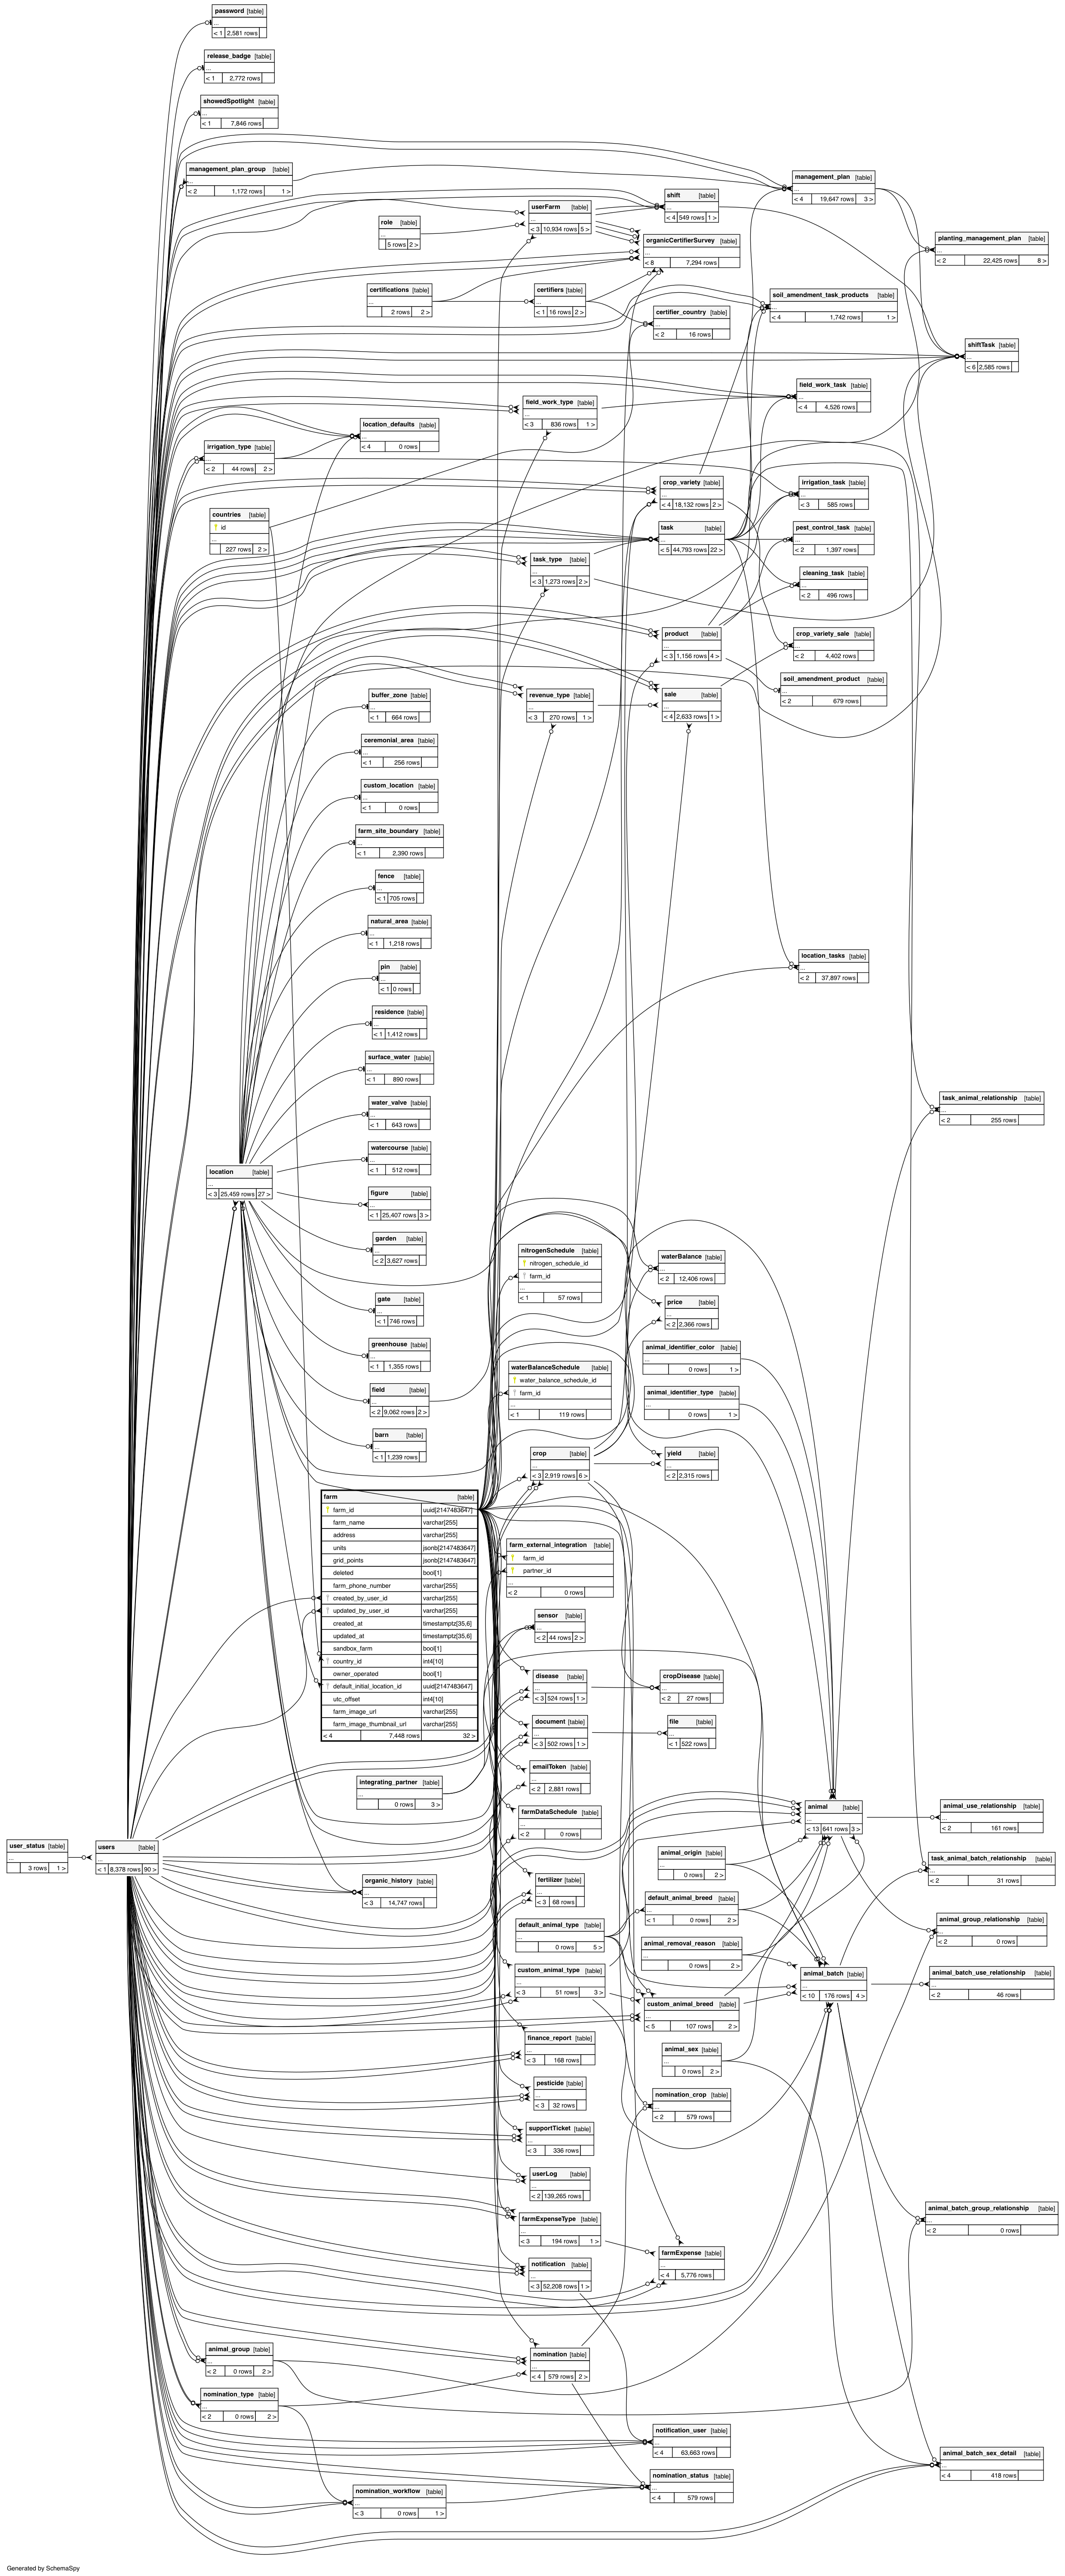 password [table]
...
< 1 2,581 rows
release_badge [table]
...
< 1 2,772 rows
showedSpotlight [table]
...
< 1 7,846 rows
management_plan_group [table]
...
< 2 1,172 rows 1 >
management_plan [table]
...
< 4 19,647 rows 3 >
shift [table]
...
< 4 549 rows 1 >
userFarm [table]
...
< 3 10,934 rows 5 >
role [table]
...
5 rows 2 >
organicCertifierSurvey [table]
...
< 8 7,294 rows
planting_management_plan [table]
...
< 2 22,425 rows 8 >
certifications [table]
...
2 rows 2 >
certifiers [table]
...
< 1 16 rows 2 >
soil_amendment_task_products [table]
...
< 4 1,742 rows 1 >
certifier_country [table]
...
< 2 16 rows
shiftTask [table]
...
< 6 2,585 rows
field_work_task [table]
...
< 4 4,526 rows
field_work_type [table]
...
< 3 836 rows 1 >
location_defaults [table]
...
< 4 0 rows
irrigation_type [table]
...
< 2 44 rows 2 >
crop_variety [table]
...
< 4 18,132 rows 2 >
irrigation_task [table]
...
< 3 585 rows
countries [table]
id
...
227 rows 2 >
task [table]
...
< 5 44,793 rows 22 >
pest_control_task [table]
...
< 2 1,397 rows
task_type [table]
...
< 3 1,273 rows 2 >
cleaning_task [table]
...
< 2 496 rows
product [table]
...
< 3 1,156 rows 4 >
crop_variety_sale [table]
...
< 2 4,402 rows
soil_amendment_product [table]
...
< 2 679 rows
buffer_zone [table]
...
< 1 664 rows
revenue_type [table]
...
< 3 270 rows 1 >
sale [table]
...
< 4 2,633 rows 1 >
ceremonial_area [table]
...
< 1 256 rows
custom_location [table]
...
< 1 0 rows
farm_site_boundary [table]
...
< 1 2,390 rows
fence [table]
...
< 1 705 rows
natural_area [table]
...
< 1 1,218 rows
location_tasks [table]
...
< 2 37,897 rows
pin [table]
...
< 1 0 rows
residence [table]
...
< 1 1,412 rows
surface_water [table]
...
< 1 890 rows
water_valve [table]
...
< 1 643 rows
task_animal_relationship [table]
...
< 2 255 rows
watercourse [table]
...
< 1 512 rows
location [table]
...
< 3 25,459 rows 27 >
figure [table]
...
< 1 25,407 rows 3 >
garden [table]
...
< 2 3,627 rows
nitrogenSchedule [table]
nitrogen_schedule_id
farm_id
...
< 1 57 rows
waterBalance [table]
...
< 2 12,406 rows
gate [table]
...
< 1 746 rows
price [table]
...
< 2 2,366 rows
greenhouse [table]
...
< 1 1,355 rows
animal_identifier_color [table]
...
0 rows 1 >
waterBalanceSchedule [table]
water_balance_schedule_id
farm_id
...
< 1 119 rows
field [table]
...
< 2 9,062 rows 2 >
animal_identifier_type [table]
...
0 rows 1 >
barn [table]
...
< 1 1,239 rows
crop [table]
...
< 3 2,919 rows 6 >
yield [table]
...
< 2 2,315 rows
farm [table]
farm_id uuid[2147483647]
farm_name varchar[255]
address varchar[255]
units jsonb[2147483647]
grid_points jsonb[2147483647]
deleted bool[1]
farm_phone_number varchar[255]
created_by_user_id varchar[255]
updated_by_user_id varchar[255]
created_at timestamptz[35,6]
updated_at timestamptz[35,6]
sandbox_farm bool[1]
country_id int4[10]
owner_operated bool[1]
default_initial_location_id uuid[2147483647]
utc_offset int4[10]
farm_image_url varchar[255]
farm_image_thumbnail_url varchar[255]
< 4 7,448 rows 32 >
farm_external_integration [table]
farm_id
partner_id
...
< 2 0 rows
sensor [table]
...
< 2 44 rows 2 >
disease [table]
...
< 3 524 rows 1 >
cropDisease [table]
...
< 2 27 rows
document [table]
...
< 3 502 rows 1 >
file [table]
...
< 1 522 rows
emailToken [table]
...
< 2 2,881 rows
integrating_partner [table]
...
0 rows 3 >
farmDataSchedule [table]
...
< 2 0 rows
animal [table]
...
< 13 641 rows 3 >
animal_use_relationship [table]
...
< 2 161 rows
user_status [table]
...
3 rows 1 >
users [table]
...
< 1 8,378 rows 90 >
animal_origin [table]
...
0 rows 2 >
task_animal_batch_relationship [table]
...
< 2 31 rows
organic_history [table]
...
< 3 14,747 rows
fertilizer [table]
...
< 3 68 rows
default_animal_breed [table]
...
< 1 0 rows 2 >
default_animal_type [table]
...
0 rows 5 >
animal_group_relationship [table]
...
< 2 0 rows
animal_removal_reason [table]
...
0 rows 2 >
custom_animal_type [table]
...
< 3 51 rows 3 >
animal_batch [table]
...
< 10 176 rows 4 >
animal_batch_use_relationship [table]
...
< 2 46 rows
custom_animal_breed [table]
...
< 5 107 rows 2 >
finance_report [table]
...
< 3 168 rows
animal_sex [table]
...
0 rows 2 >
pesticide [table]
...
< 3 32 rows
nomination_crop [table]
...
< 2 579 rows
supportTicket [table]
...
< 3 336 rows
userLog [table]
...
< 2 139,265 rows
farmExpenseType [table]
...
< 3 194 rows 1 >
animal_batch_group_relationship [table]
...
< 2 0 rows
farmExpense [table]
...
< 4 5,776 rows
notification [table]
...
< 3 52,208 rows 1 >
animal_group [table]
...
< 2 0 rows 2 >
nomination [table]
...
< 4 579 rows 2 >
nomination_type [table]
...
< 2 0 rows 2 >
notification_user [table]
...
< 4 63,663 rows
animal_batch_sex_detail [table]
...
< 4 418 rows
nomination_status [table]
...
< 4 579 rows
nomination_workflow [table]
...
< 3 0 rows 1 >
Generated by SchemaSpy